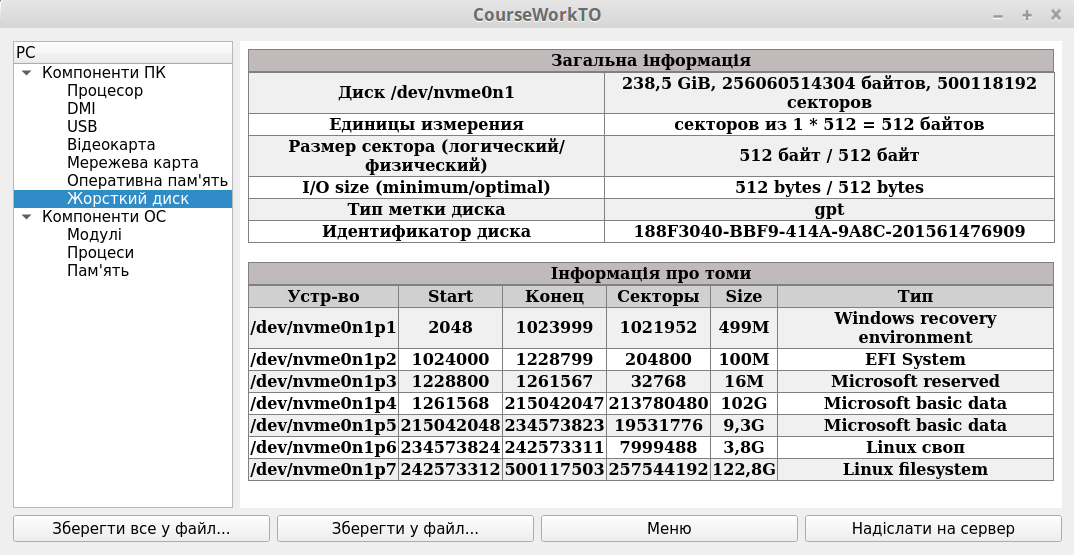 CourseWorkTO
PC
Компоненти ПК
Процесор
DMI
USB
Відеокарта
Мережева карта
Оперативна пам'ять
Жорсткий диск
Компоненти ОС
Модулі
Процеси
Пам'ять
Загальна інформація
Диск /dev/nvme0n1 238,5 GiB, 256060514304 байтов, 500118192
секторов
Единицы измерения секторов из 1 * 512 = 512 байтов
Размер сектора (логический/
физический) 512 байт / 512 байт
I/O size (minimum/optimal) 512 bytes / 512 bytes
Тип метки диска gpt
Идентификатор диска 188F3040-BBF9-414A-9A8C-201561476909
Інформація про томи
Устр-во Start Конец Секторы Size Тип
/dev/nvme0n1p1 2048 1023999 1021952 499M Windows recovery
environment
/dev/nvme0n1p2 1024000 1228799 204800 100M EFI System
/dev/nvme0n1p3 1228800 1261567 32768 16M Microsoft reserved
/dev/nvme0n1p4 1261568 215042047 213780480 102G Microsoft basic data
/dev/nvme0n1p5 215042048 234573823 19531776 9,3G Microsoft basic data
/dev/nvme0n1p6 234573824 242573311 7999488 3,8G Linux своп
/dev/nvme0n1p7 242573312 500117503 257544192 122,8G Linux filesystem
Зберегти все у файл... Зберегти у файл... Меню Надіслати на сервер